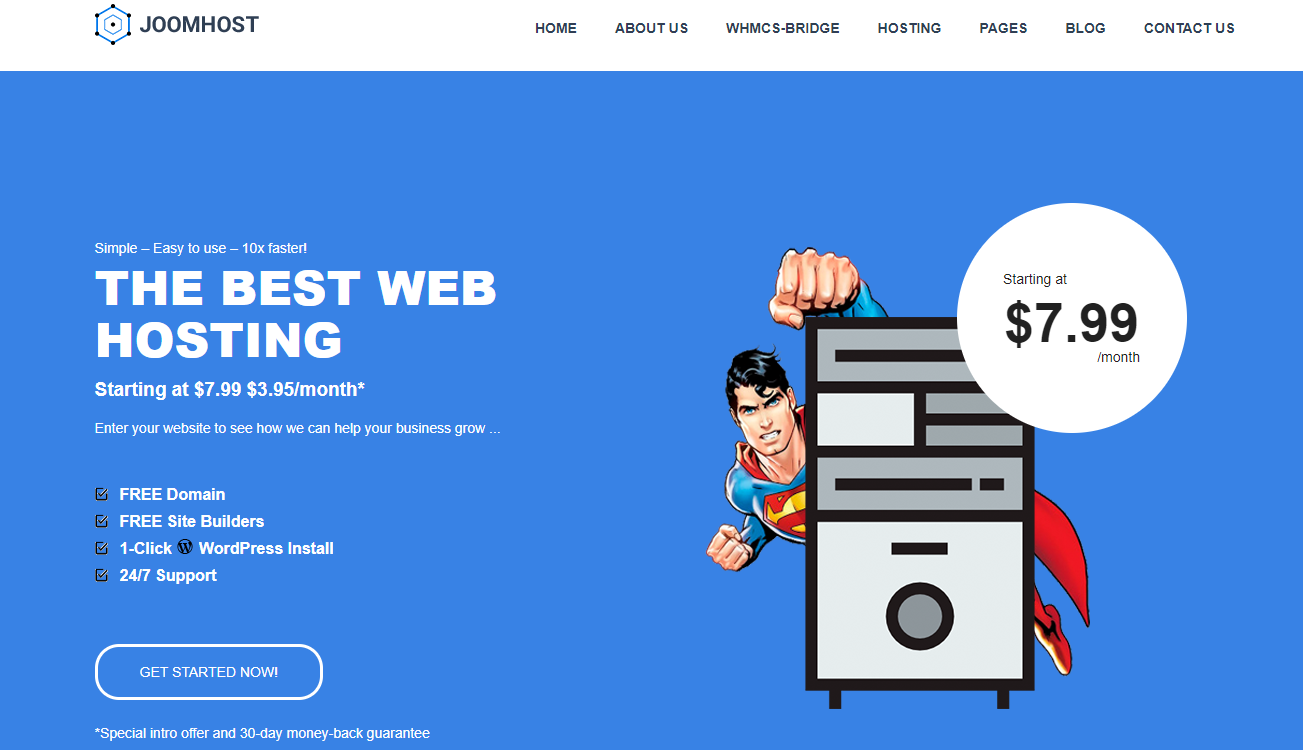 JOOMHOST
HOME ABOUT US WHMCS-BRIDGE HOSTING PAGES BLOG CONTACT US
Simple – Easy to use – 10x faster!
THE BEST WEB
HOSTING
Starting at $7.99 $3.95/month*
Enter your website to see how we can help your business grow ...
FREE Domain
FREE Site Builders
1-Click WordPress Install
24/7 Support
GET STARTED NOW!
*Special intro offer and 30-day money-back guarantee
Starting at
$7.99
/month